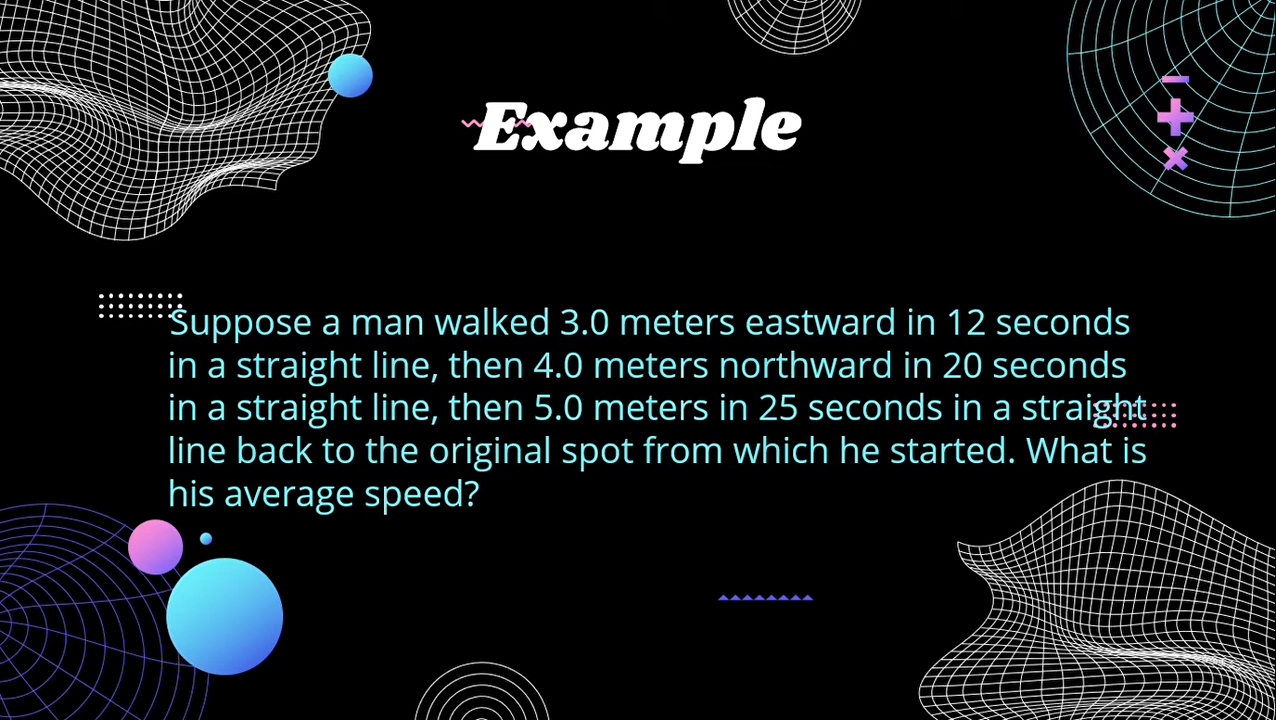 Example
Suppose a man walked 3.0 meters eastward in 12 seconds
in a straight line, then 4.0 meters northward in 20 seconds
in a straight line, then 5.0 meters in 25 seconds in a straight
line back to the original spot from which he started. What is
his average speed?